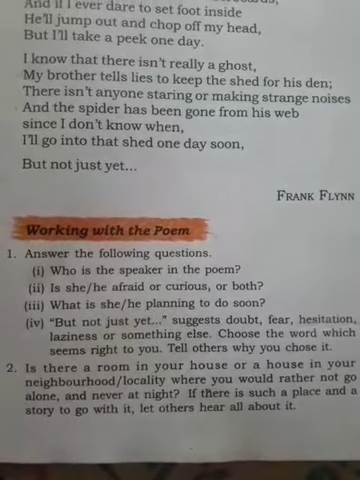 And if I ever dare to set foot inside
He'll jump out and chop off my head,
But I'll take a peek one day.
I know that there isn't really a ghost,
My brother tells lies to keep the shed for his den;
There isn't anyone staring or making strange noises
And the spider has been gone from his web
since I don't know when,
I'll go into that shed one day soon,
But not just yet...
FRANK FLYNN
Working with the Poem
1. Answer the following questions.
(i) Who is the speaker in the poem?
(ii) Is she/he afraid or curious, or both?
(iii) What is she/he planning to do soon?
(iv) “But not just yet...” suggests doubt, fear, hesitation,
laziness or something else. Choose the word which
seems right to you. Tell others why you chose it.
2. Is there a room in your house or a house in your
neighbourhood/locality where you would rather not go
alone, and never at night? If there is such a place and a
story to go with it, let others hear all about it.